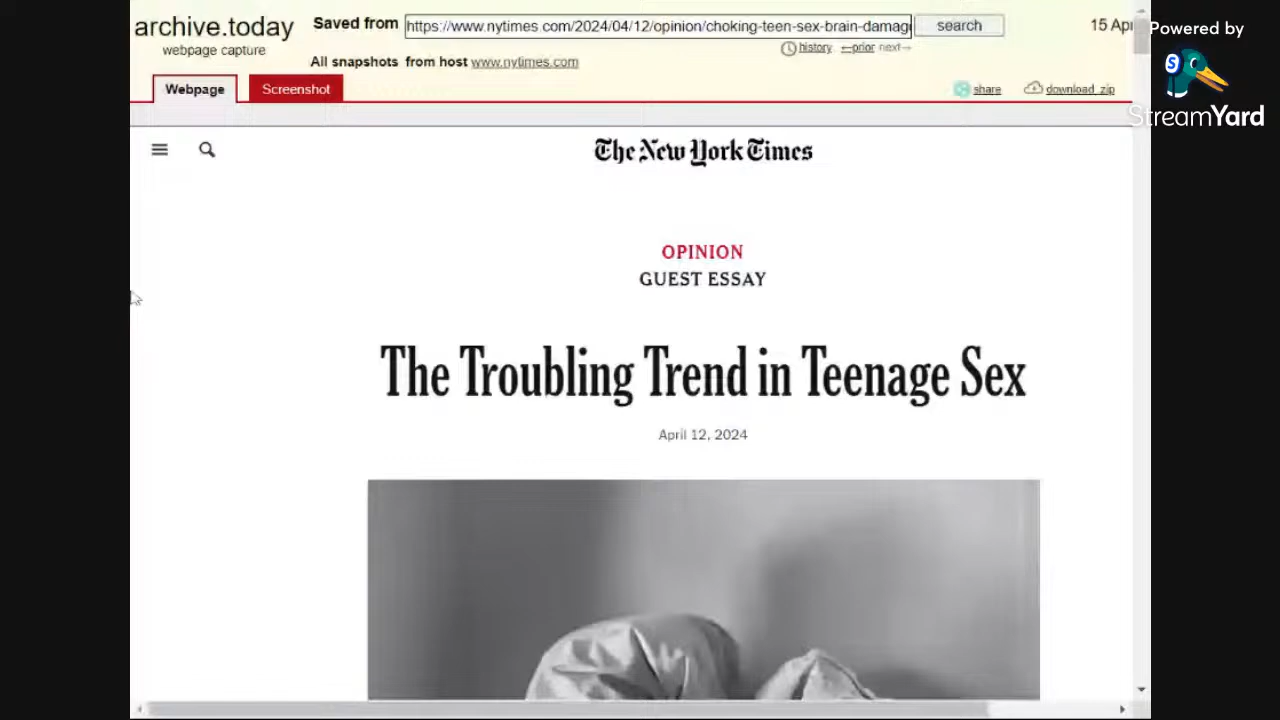 archive.today
webpage capture
Saved from https://www.nytimes.com/2024/04/12/opinion/choking-teen-sex-brain-damag search
15 Apr
history ←prior next→
All snapshots from host www.nytimes.com
Webpage Screenshot
share download .zip
Powered by
StreamYard
The New York Times
OPINION
GUEST ESSAY
The Troubling Trend in Teenage Sex
April 12, 2024